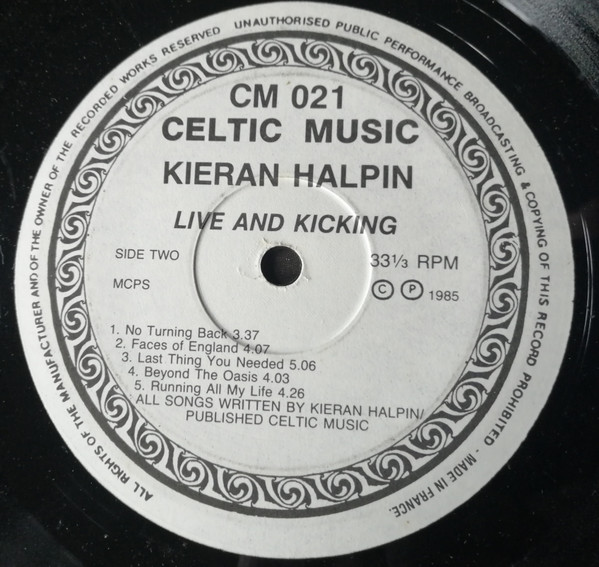 ALL RIGHTS OF THE MANUFACTURER AND OF THE OWNER OF THE RECORDED WORKS RESERVED UNAUTHORISED PUBLIC PERFORMANCE BROADCASTING & COPYING OF THIS RECORD PROHIBITED - MADE IN FRANCE.
CM 021
CELTIC MUSIC
KIERAN HALPIN
LIVE AND KICKING
SIDE TWO
33⅓ RPM
MCPS
Ⓒ Ⓟ 1985
1. No Turning Back 3.37
2. Faces of England 4.07
3. Last Thing You Needed 5.06
4. Beyond The Oasis 4.03
5. Running All My Life 4.26
ALL SONGS WRITTEN BY KIERAN HALPIN/
PUBLISHED CELTIC MUSIC